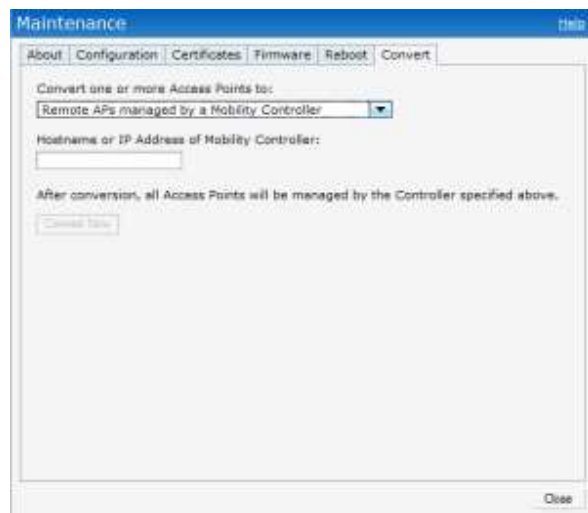 Maintenance
Help
About Configuration Certificates Firmware Reboot Convert
Convert one or more Access Points to:
Remote APs managed by a Mobility Controller
Hostname or IP Address of Mobility Controller:
After conversion, all Access Points will be managed by the Controller specified above.
Convert Now
Close